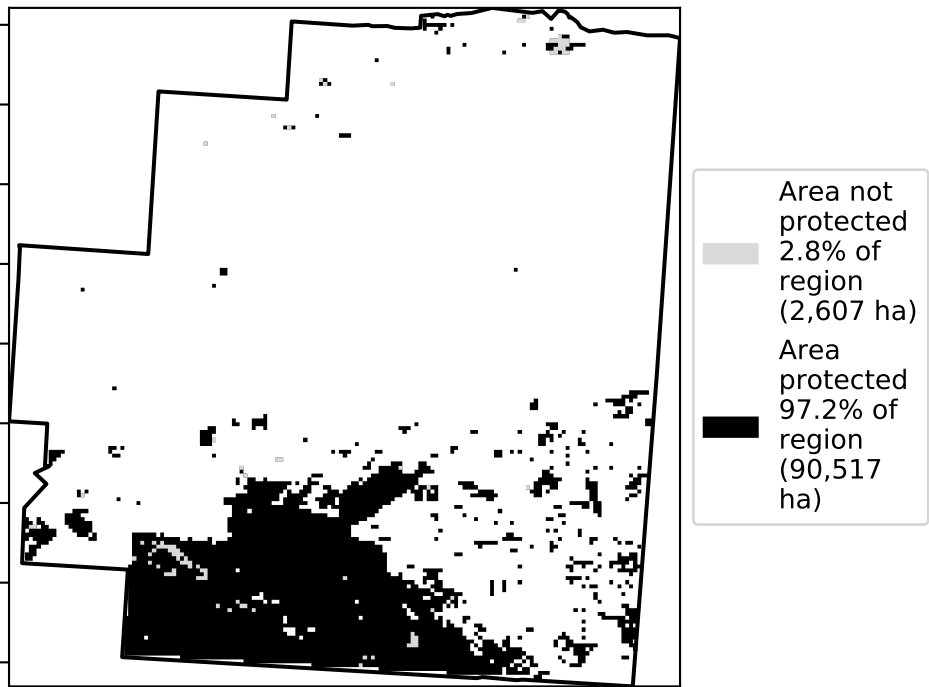 Area not
protected
2.8% of
region
(2,607 ha)
Area
protected
97.2% of
region
(90,517
ha)